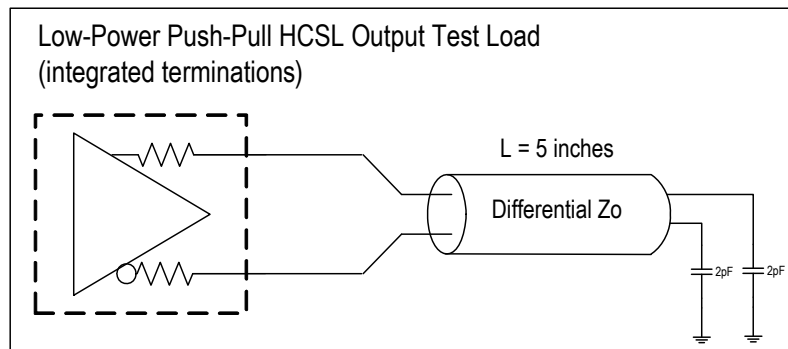 Low-Power Push-Pull HCSL Output Test Load
(integrated terminations)
L = 5 inches
Differential Zo
2pF
2pF